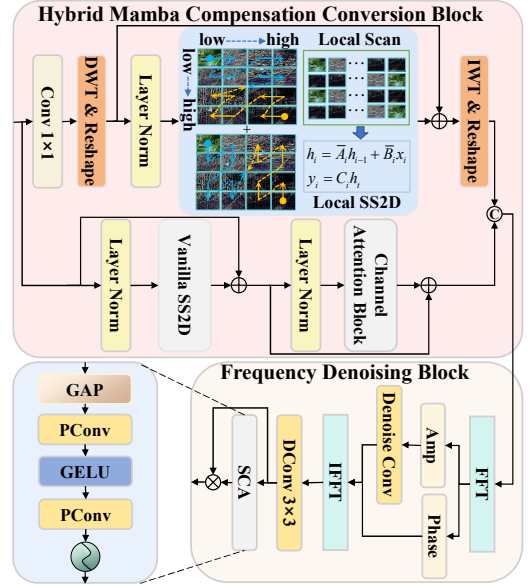 Hybrid Mamba Compensation Conversion Block
low
high
low
high
Local Scan
Conv 1×1
DWT & Reshape
Layer Norm
+
h_i = A̅_i h_{i-1} + B̅_i x_i
y_i = C_i h_t
Local SS2D
IWT & Reshape
C
Layer Norm
Vanilla SS2D
Layer Norm
Channel
Attention Block
Frequency Denoising Block
GAP
PConv
GELU
PConv
SCA
DConv 3×3
IFFT
Denoise Conv
Amp
Phase
FFT